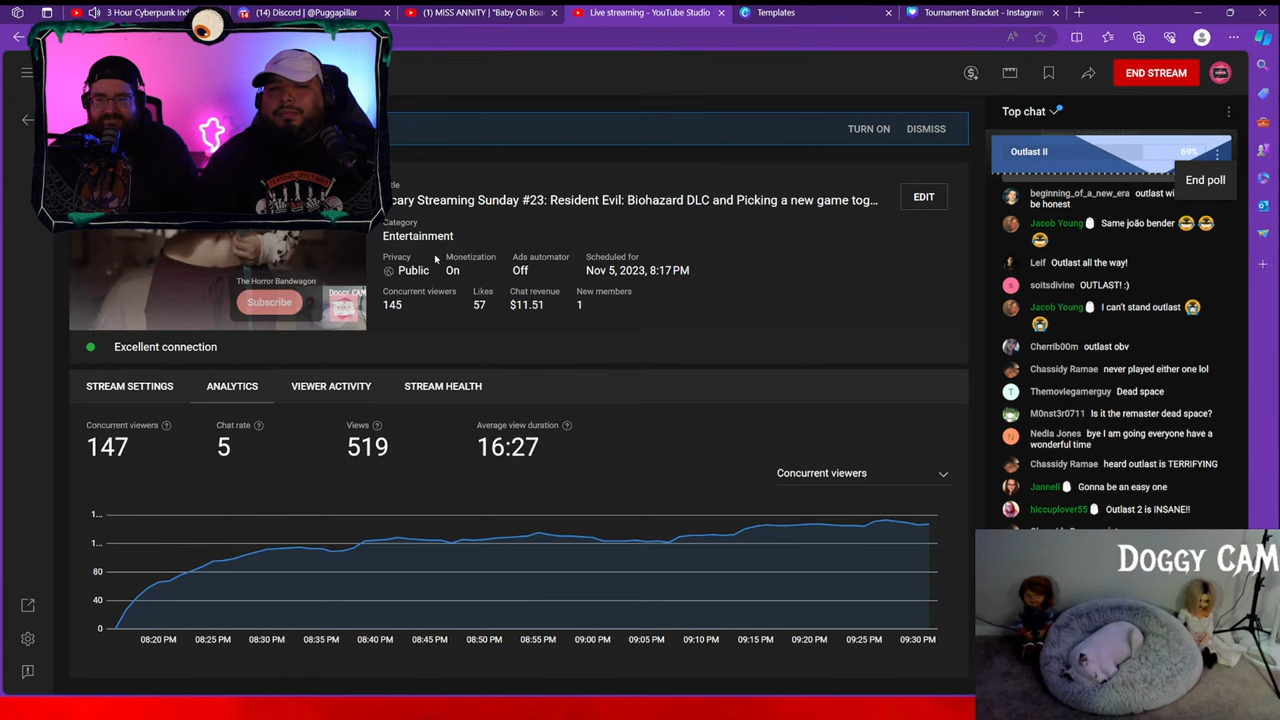 3 Hour Cyberpunk Ind
(14) Discord | @Puggapillar
(1) MISS ANNITY | "Baby On Boar
Live streaming - YouTube Studio
Templates
Tournament Bracket - Instagram
END STREAM
TURN ON
DISMISS
Top chat
Outlast II
69%
End poll
cary Streaming Sunday #23: Resident Evil: Biohazard DLC and Picking a new game tog...
EDIT
Category
Entertainment
Privacy
Monetization
Ads automator
Scheduled for
Public
On
Off
Nov 5, 2023, 8:17 PM
Concurrent viewers
Likes
Chat revenue
New members
145
57
$11.51
1
The Horror Bandwagon
Subscribe
DOGGY CAM
Excellent connection
STREAM SETTINGS
ANALYTICS
VIEWER ACTIVITY
STREAM HEALTH
Concurrent viewers
Chat rate
Views
Average view duration
147
5
519
16:27
Concurrent viewers
1...
1...
80
40
0
08:20 PM
08:25 PM
08:30 PM
08:35 PM
08:40 PM
08:45 PM
08:50 PM
08:55 PM
09:00 PM
09:05 PM
09:10 PM
09:15 PM
09:20 PM
09:25 PM
09:30 PM
beginning_of_a_new_era outlast wi
be honest
Jacob Young Same joão bender
Leif Outlast all the way!
soitsdivine OUTLAST! :)
Jacob Young I can't stand outlast
Cherrib00m outlast obv
Chassidy Ramae never played either one lol
Themoviegamerguy Dead space
M0nst3r0711 Is it the remaster dead space?
Nedia Jones bye I am going everyone have a
wonderful time
Chassidy Ramae heard outlast is TERRIFYING
Jannell Gonna be an easy one
hiccuplover55 Outlast 2 is INSANE!!
DOGGY CAM